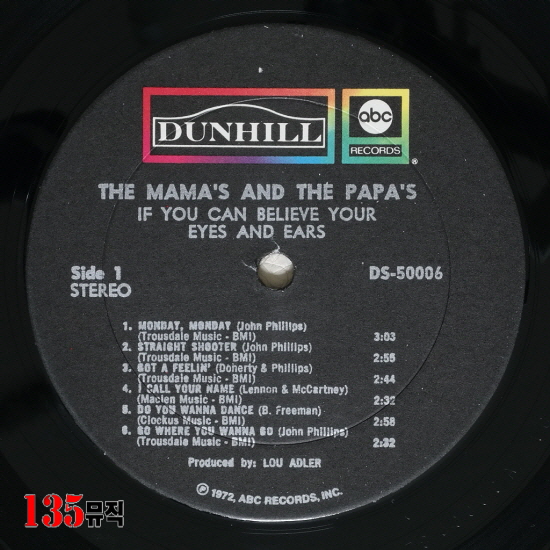 DUNHILL
abc
RECORDS
®
THE MAMA'S AND THE PAPA'S
IF YOU CAN BELIEVE YOUR
EYES AND EARS
Side 1
STEREO
DS-50006
1. MONDAY, MONDAY (John Phillips)
(Trousdale Music - BMI) 3:03
2. STRAIGHT SHOOTER (John Phillips)
(Trousdale Music - BMI) 2:55
3. GOT A FEELIN' (Doherty & Phillips)
(Trousdale Music - BMI) 2:44
4. I CALL YOUR NAME (Lennon & McCartney)
(Maclen Music - BMI) 2:32
5. DO YOU WANNA DANCE (B. Freeman)
(Clockus Music - BMI) 2:58
6. GO WHERE YOU WANNA GO (John Phillips)
(Trousdale Music - BMI) 2:32
Produced by: LOU ADLER
℗ 1972, ABC RECORDS, INC.
135뮤직